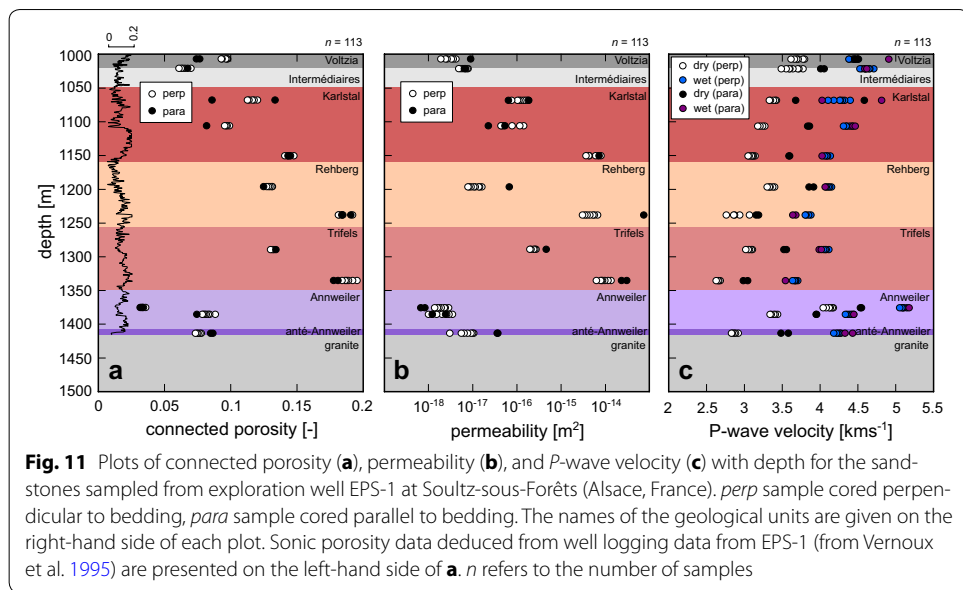 0
0.2
n = 113
n = 113
n = 113
1000
1050
1100
1150
1200
1250
1300
1350
1400
1450
1500
depth [m]
Voltzia
Intermédiaires
Karlstal
Rehberg
Trifels
Annweiler
anté-Annweiler
granite
perp
para
a
0
0.05
0.1
0.15
0.2
connected porosity [-]
Voltzia
Intermédiaires
Karlstal
Rehberg
Trifels
Annweiler
anté-Annweiler
granite
perp
para
b
10-18
10-17
10-16
10-15
10-14
permeability [m2]
dry (perp)
wet (perp)
dry (para)
wet (para)
Voltzia
Intermédiaires
Karlstal
Rehberg
Trifels
Annweiler
anté-Annweiler
granite
c
2
2.5
3
3.5
4
4.5
5
5.5
P-wave velocity [kms-1]
Fig. 11 Plots of connected porosity (a), permeability (b), and P-wave velocity (c) with depth for the sand-
stones sampled from exploration well EPS-1 at Soultz-sous-Forêts (Alsace, France). perp sample cored perpen-
dicular to bedding, para sample cored parallel to bedding. The names of the geological units are given on the
right-hand side of each plot. Sonic porosity data deduced from well logging data from EPS-1 (from Vernoux
et al. 1995) are presented on the left-hand side of a. n refers to the number of samples